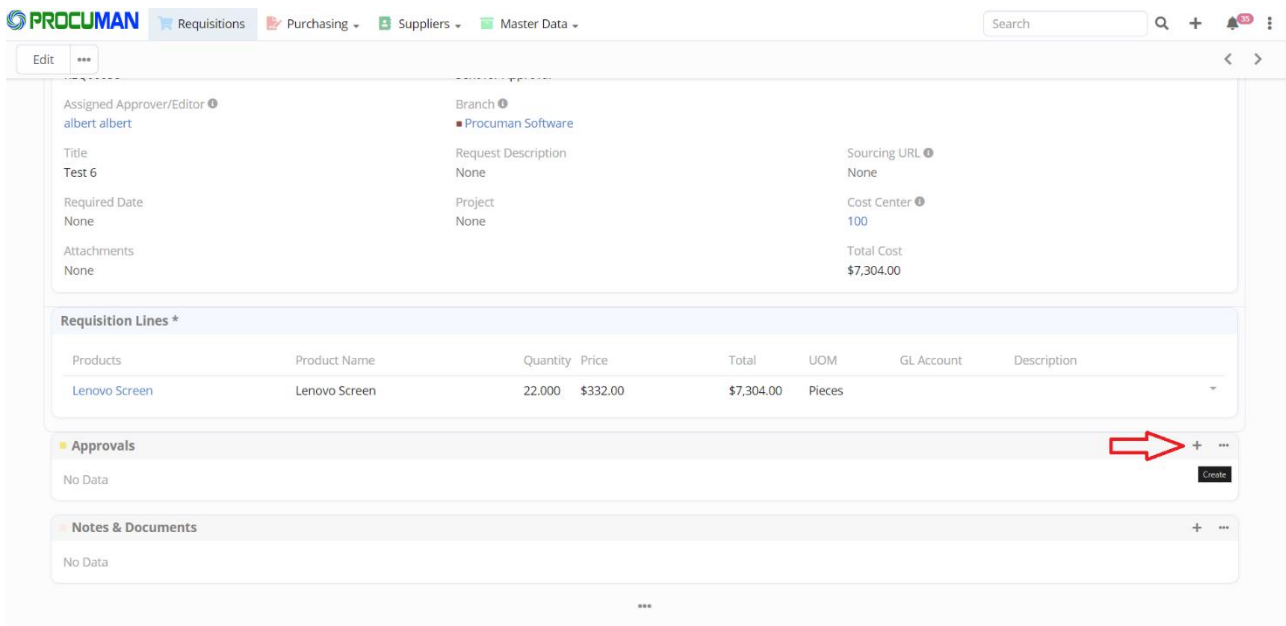 PROCUMAN Requisitions Purchasing Suppliers Master Data Search 35
Edit
Assigned Approver/Editor Branch
albert albert Procuman Software
Title Request Description Sourcing URL
Test 6 None None
Required Date Project Cost Center
None None 100
Attachments Total Cost
None $7,304.00
Requisition Lines *
Products Product Name Quantity Price Total UOM GL Account Description
Lenovo Screen Lenovo Screen 22.000 $332.00 $7,304.00 Pieces
Approvals
Create
No Data
Notes & Documents
No Data